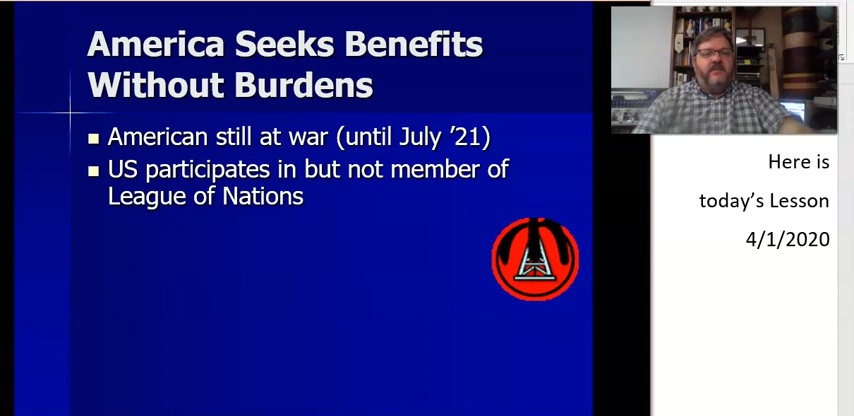 America Seeks Benefits
Without Burdens
American still at war (until July ’21)
US participates in but not member of
League of Nations
Here is
today’s Lesson
4/1/2020